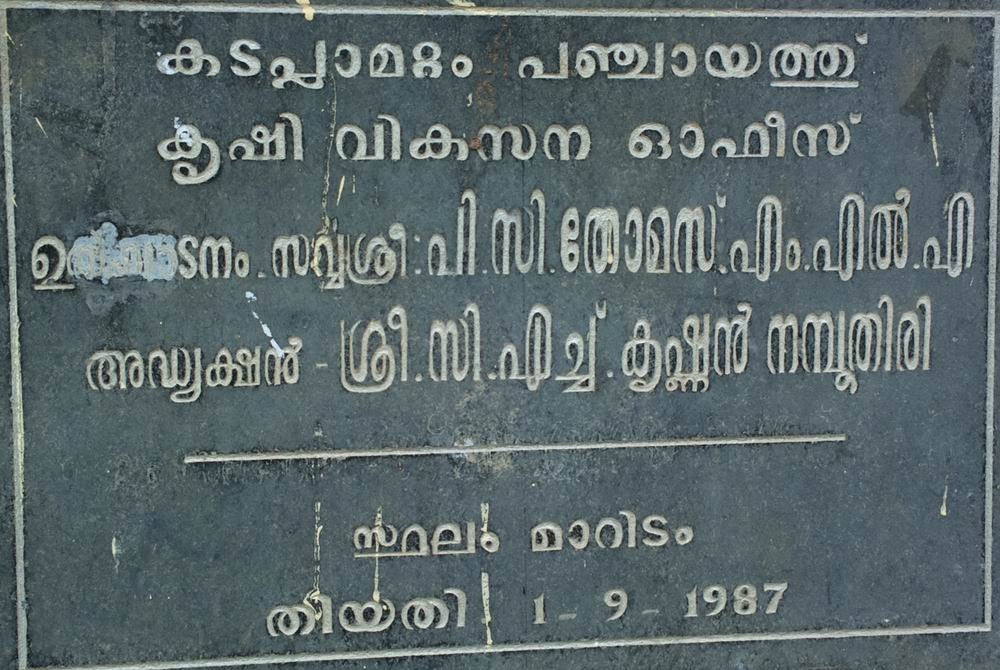 കടപ്ലാമറ്റം പഞ്ചായത്ത്
കൃഷി വികസന ഓഫീസ്
സർവ്വശ്രീ: പി.സി.തോമസ്.എം.എൽ.എ
അദ്ധ്യക്ഷൻ - ശ്രീ.സി.എച്ച്.കൃഷ്ണൻ നമ്പൂതിരി
സ്ഥലം മാറിടം
തിയതി 1-9-1987